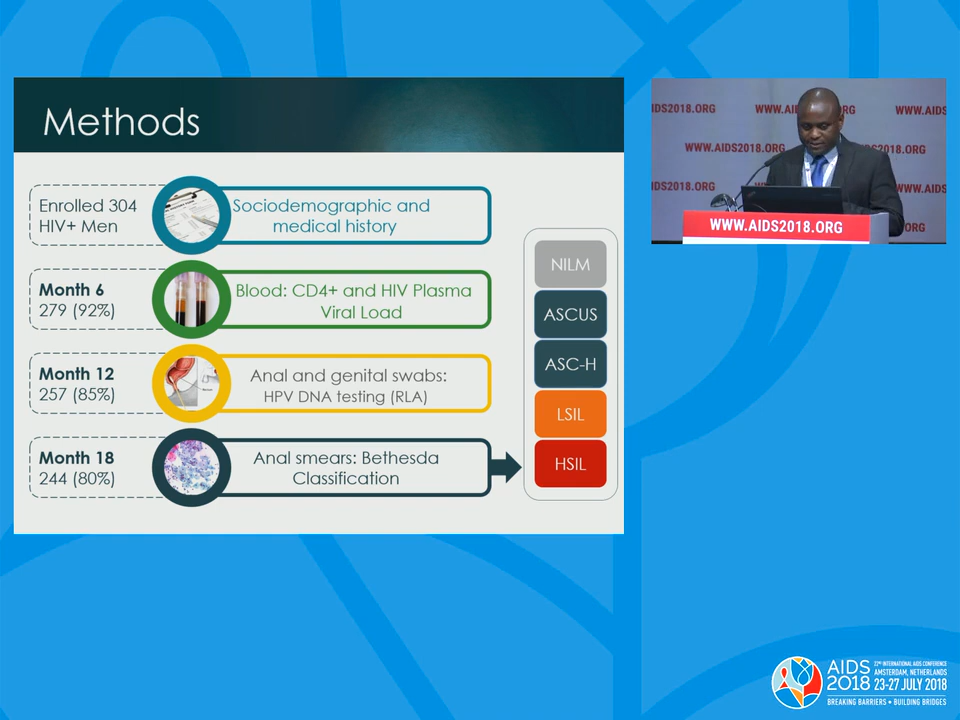 Methods
Enrolled 304
HIV+ Men
Sociodemographic and
medical history
Month 6
279 (92%)
Blood: CD4+ and HIV Plasma
Viral Load
Month 12
257 (85%)
Anal and genital swabs:
HPV DNA testing (RLA)
Month 18
244 (80%)
Anal smears: Bethesda
Classification
NILM
ASCUS
ASC-H
LSIL
HSIL
IDS2018.ORG
WWW.AI
RG
WWW.AIDS
WWW.AIDS2018.ORG
S2018.ORG
IDS2018.ORG
WWW.AIDS
ORG
WWW.AIDS2018.ORG
AIDS
2018
22ND INTERNATIONAL AIDS CONFERENCE
AMSTERDAM, NETHERLANDS
23-27 JULY 2018
BREAKING BARRIERS • BUILDING BRIDGES